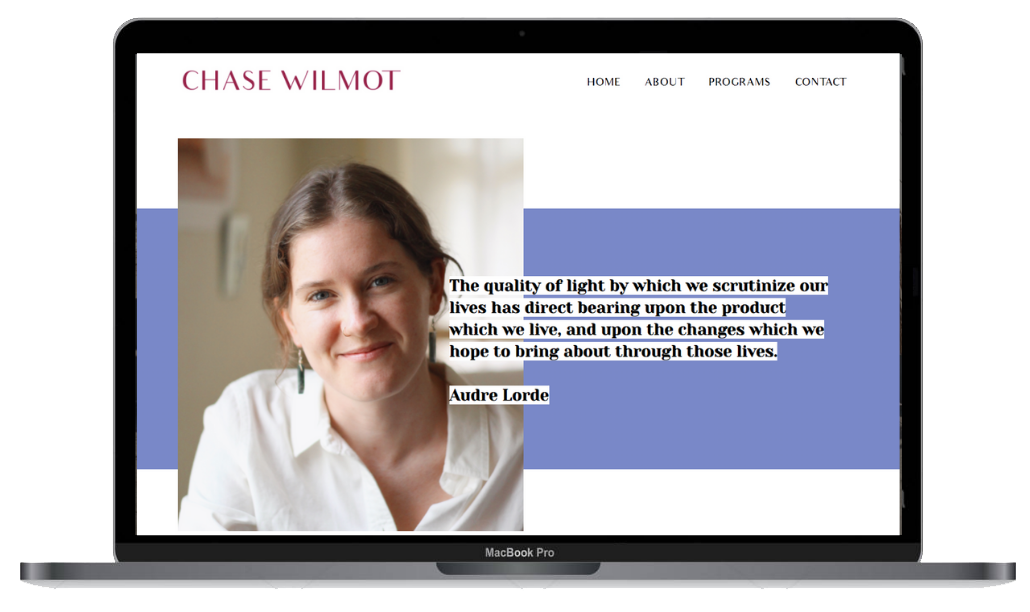 CHASE WILMOT
HOME ABOUT PROGRAMS CONTACT
The quality of light by which we scrutinize our
lives has direct bearing upon the product
which we live, and upon the changes which we
hope to bring about through those lives.
Audre Lorde
MacBook Pro